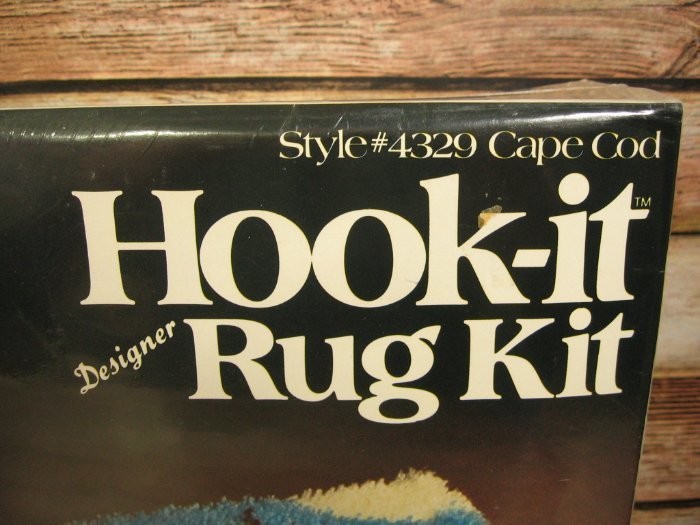 Style #4329 Cape Cod
Hook-it™
Designer Rug Kit